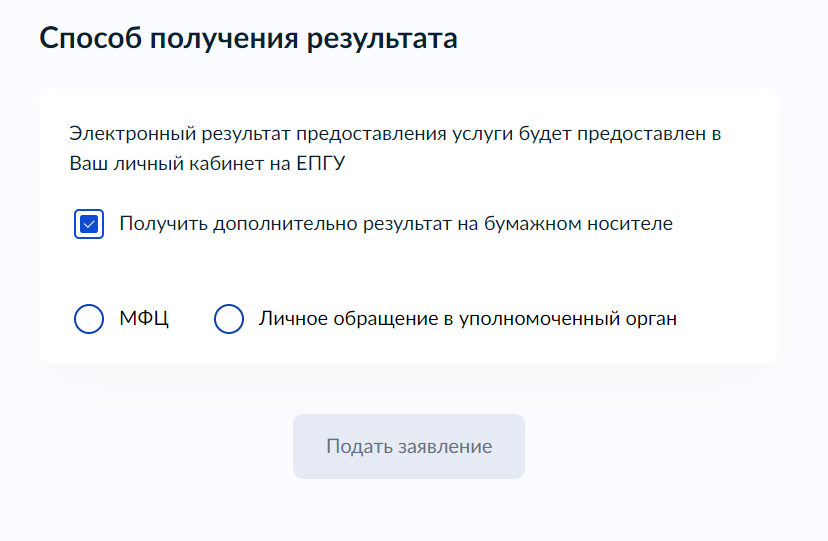 Способ получения результата
Электронный результат предоставления услуги будет предоставлен в
Ваш личный кабинет на ЕПГУ
Получить дополнительно результат на бумажном носителе
МФЦ Личное обращение в уполномоченный орган
Подать заявление